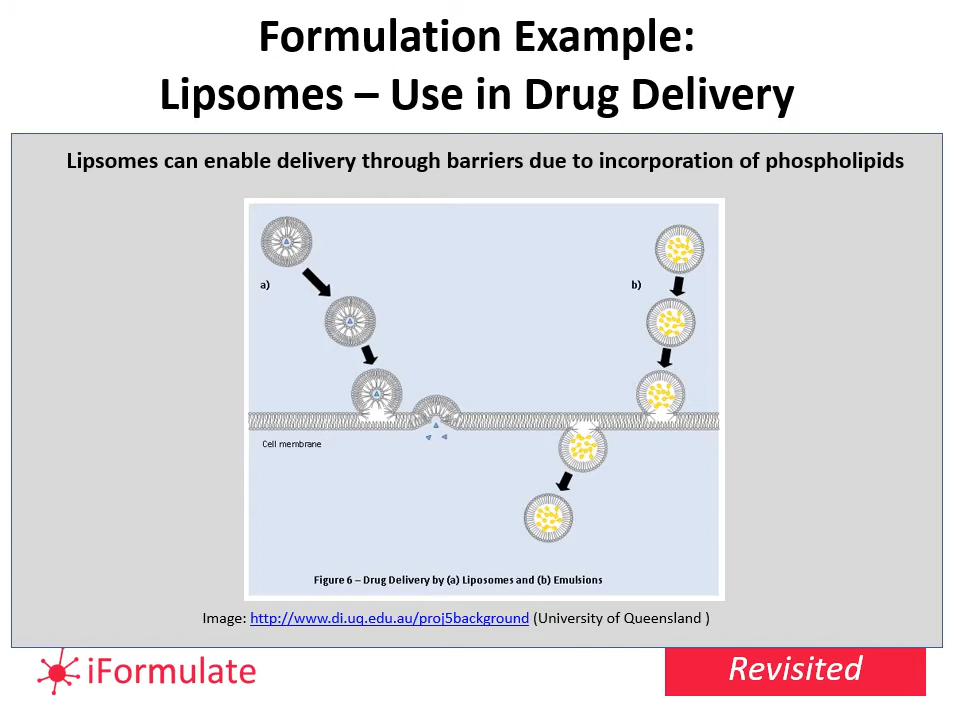 Formulation Example:
Lipsomes – Use in Drug Delivery
Lipsomes can enable delivery through barriers due to incorporation of phospholipids
a)
b)
Cell membrane
Figure 6 – Drug Delivery by (a) Liposomes and (b) Emulsions
Image: http://www.di.uq.edu.au/proj5background (University of Queensland )
iFormulate
Revisited